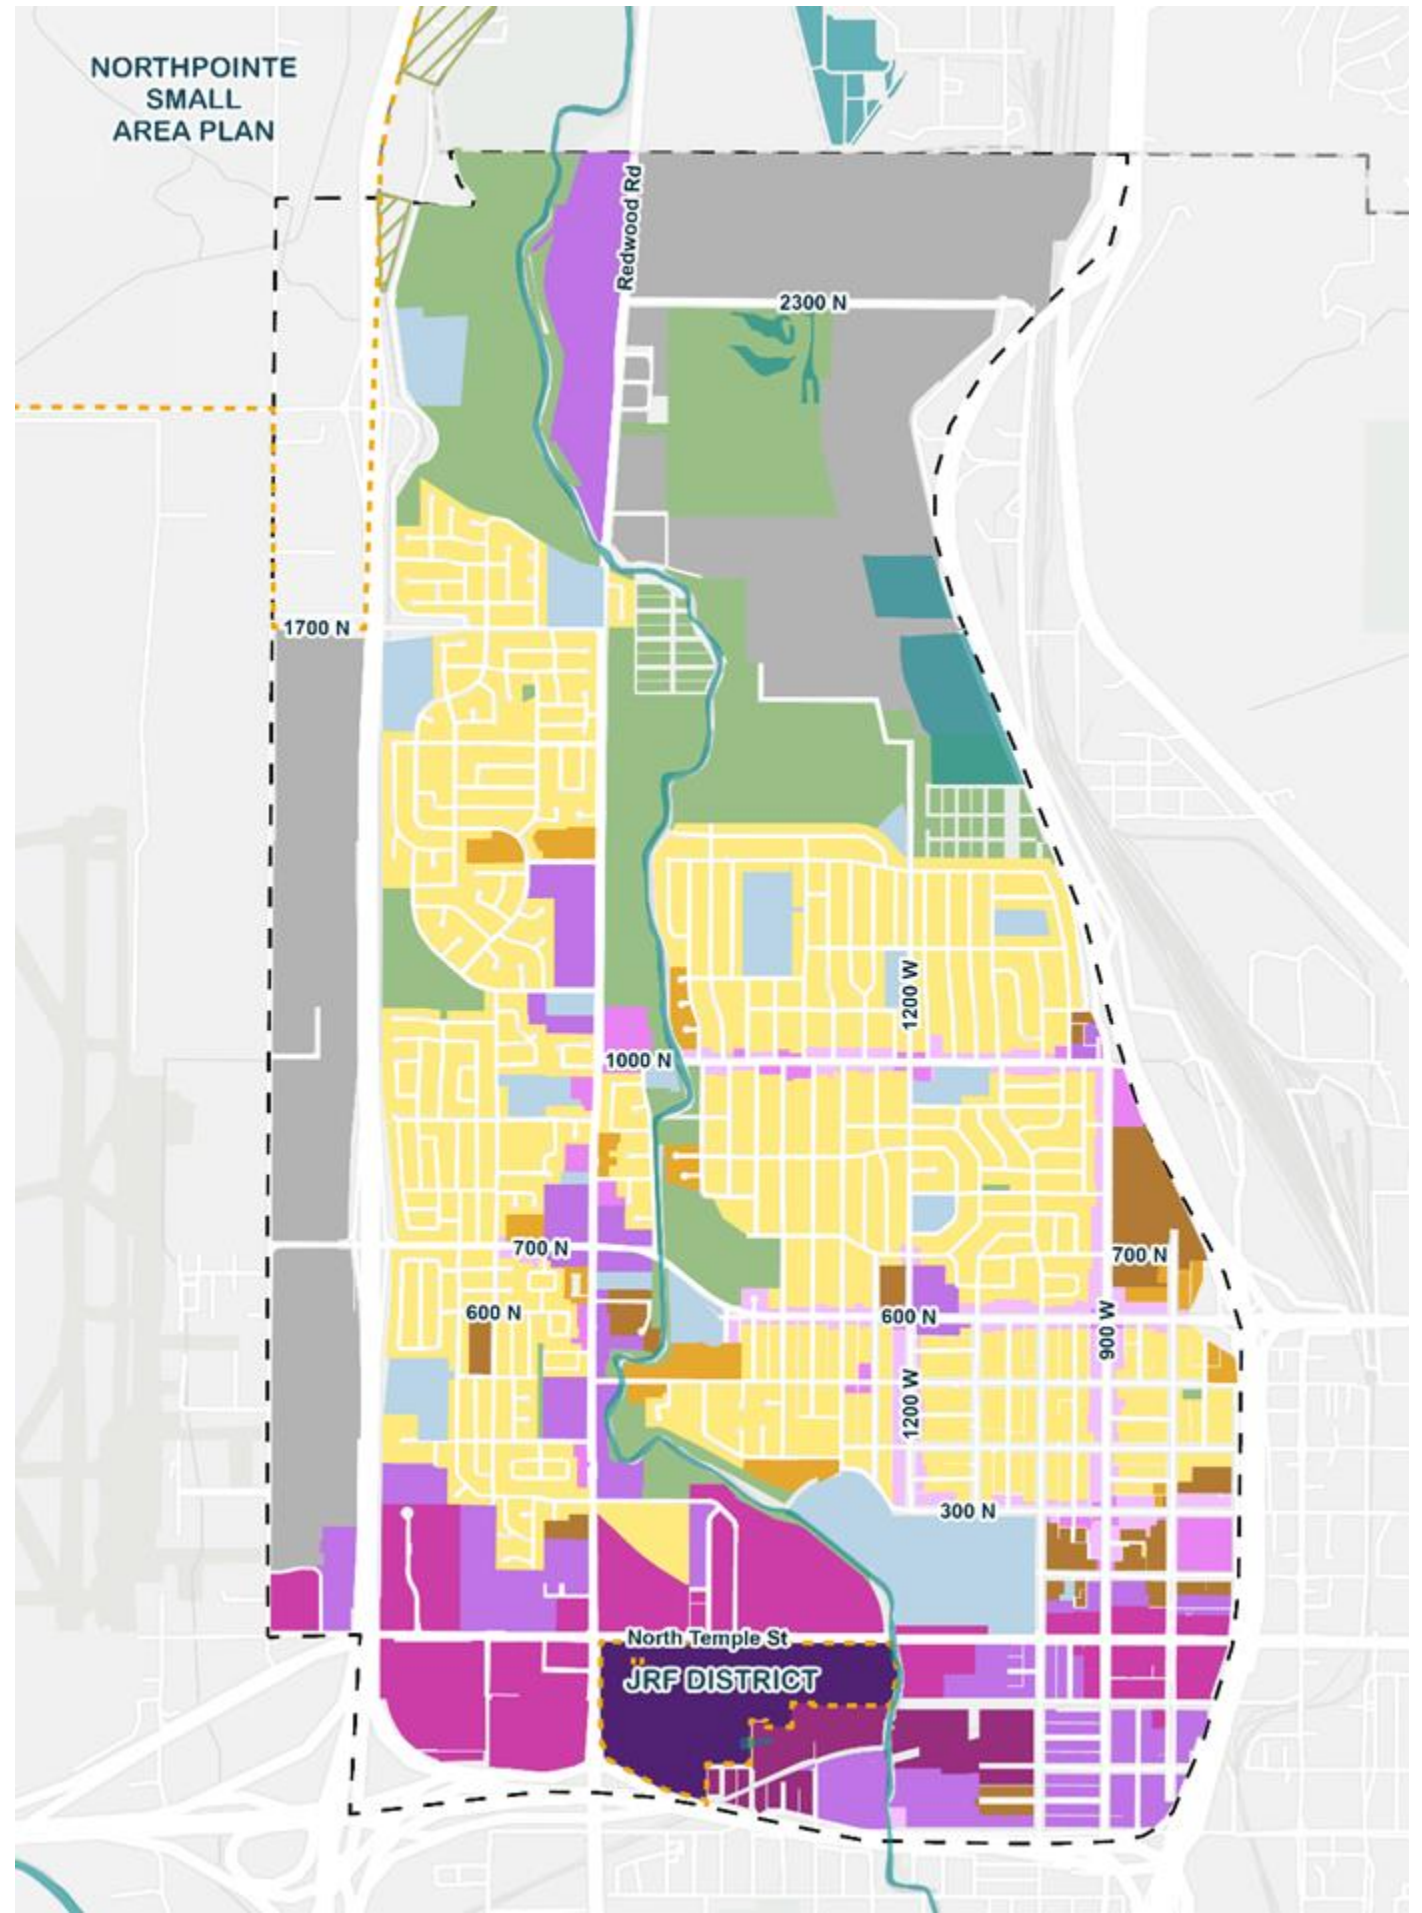 NORTHPOINTE
SMALL
AREA PLAN
Redwood Rd
2300 N
1700 N
1200 W
1000 N
700 N
700 N
600 N
600 N
900 W
1200 W
300 N
North Temple St
JRF DISTRICT